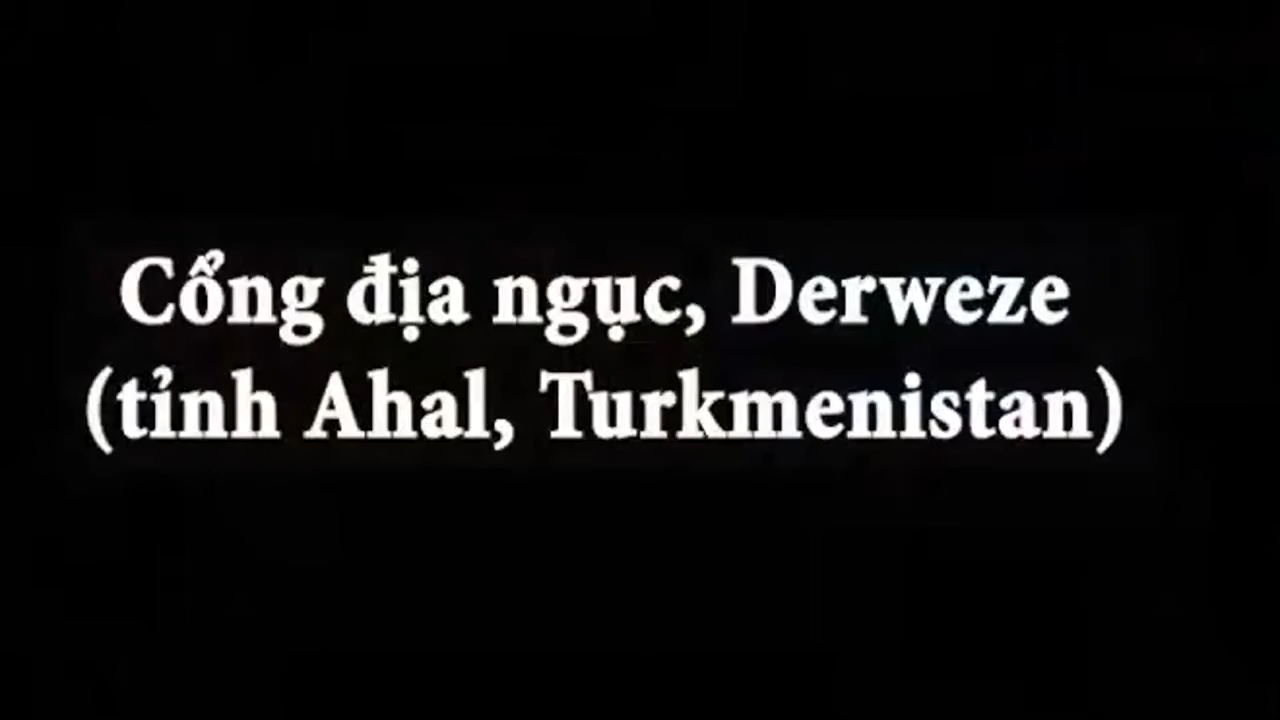 Cổng địa ngục, Derweze
(tỉnh Ahal, Turkmenistan)